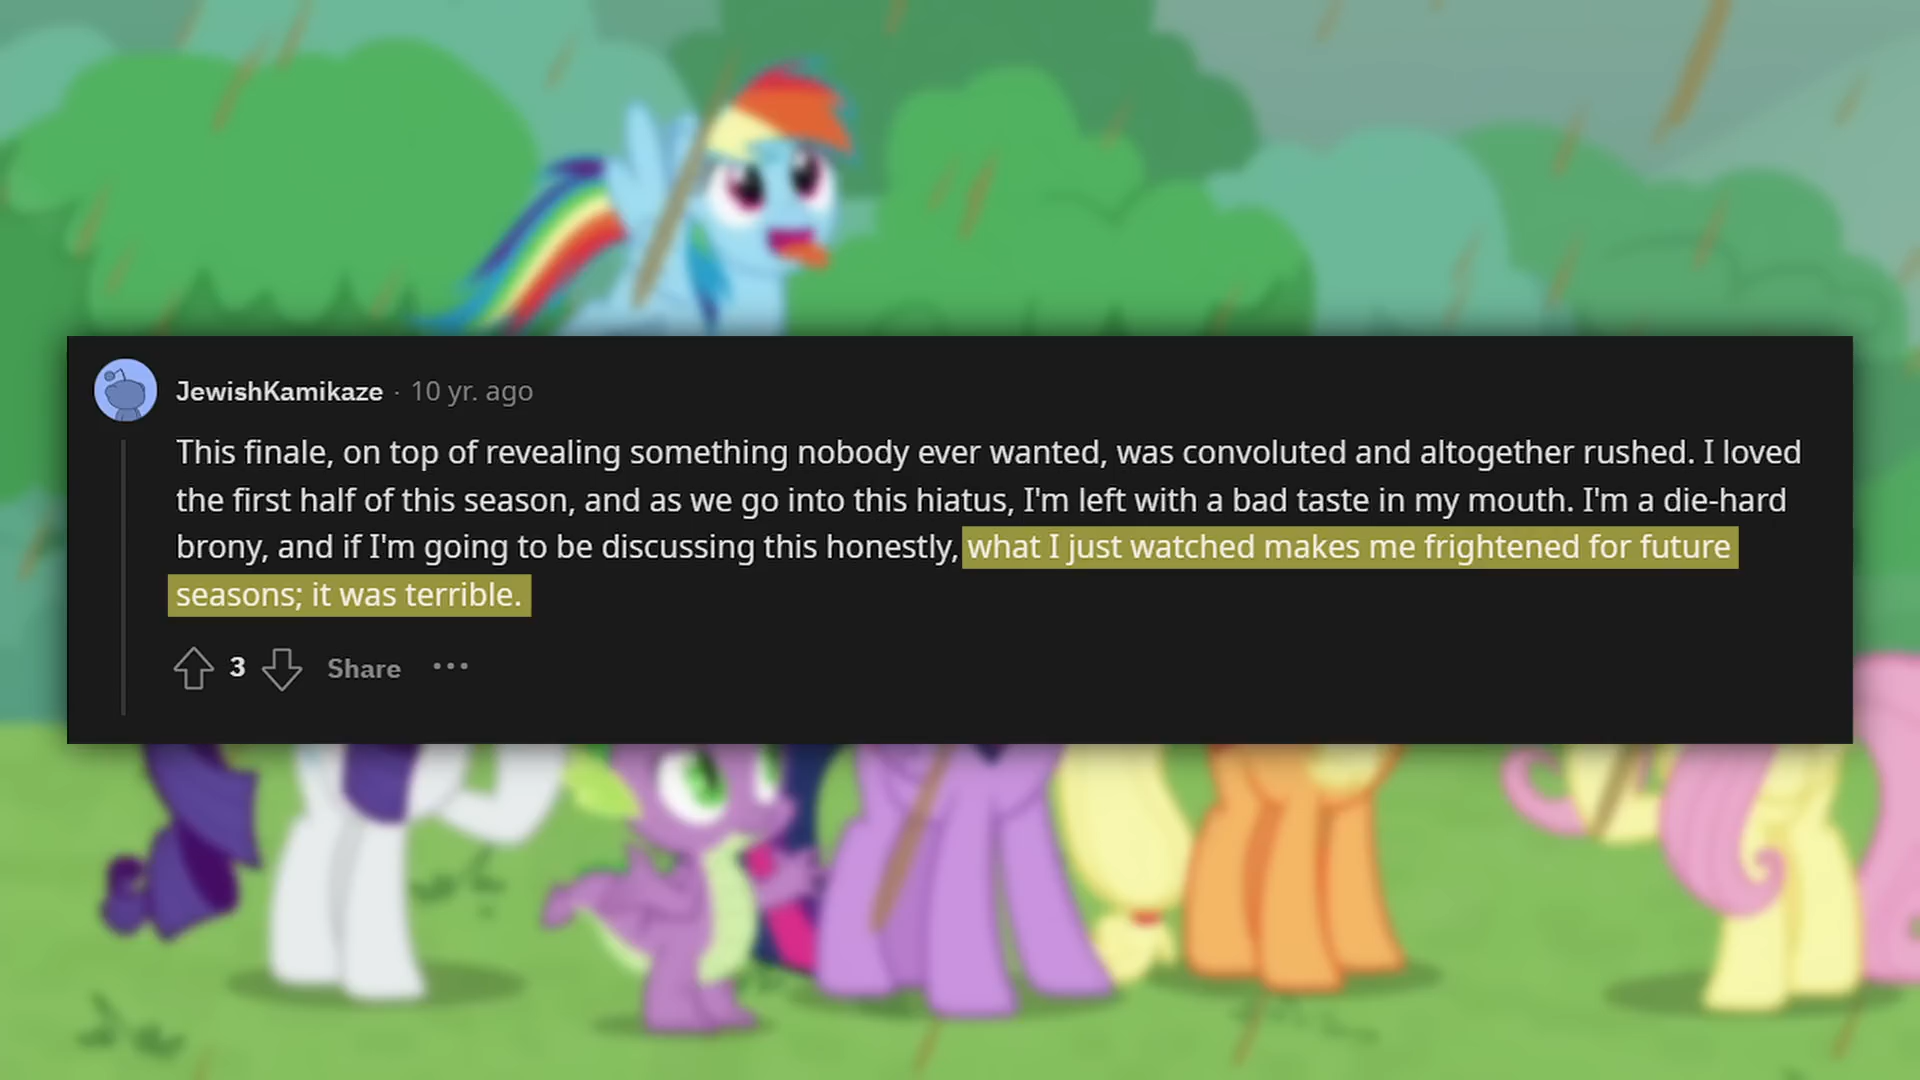 JewishKamikaze · 10 yr. ago
This finale, on top of revealing something nobody ever wanted, was convoluted and altogether rushed. I loved
the first half of this season, and as we go into this hiatus, I'm left with a bad taste in my mouth. I'm a die-hard
brony, and if I'm going to be discussing this honestly, what I just watched makes me frightened for future
seasons; it was terrible.
3 Share ···